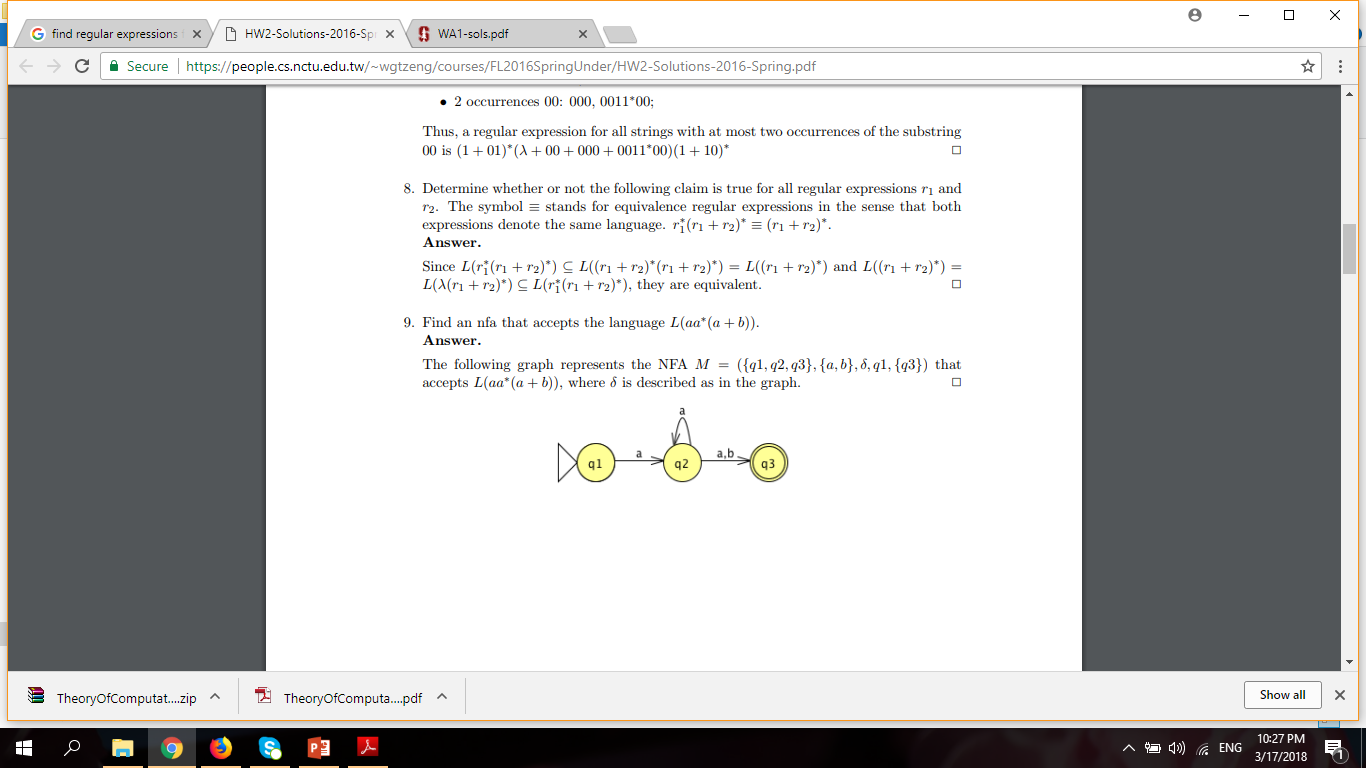 find regular expressions
HW2-Solutions-2016-Sp
WA1-sols.pdf
Secure
https://people.cs.nctu.edu.tw/~wgtzeng/courses/FL2016SpringUnder/HW2-Solutions-2016-Spring.pdf
• 2 occurrences 00: 000, 0011*00;
Thus, a regular expression for all strings with at most two occurrences of the substring
00 is (1 + 01)*(λ + 00 + 000 + 0011*00)(1 + 10)* □
8. Determine whether or not the following claim is true for all regular expressions r₁ and
r₂. The symbol ≡ stands for equivalence regular expressions in the sense that both
expressions denote the same language. r₁*(r₁ + r₂)* ≡ (r₁ + r₂)*.
Answer.
Since L(r₁*(r₁ + r₂)*) ⊆ L((r₁ + r₂)*(r₁ + r₂)*) = L((r₁ + r₂)*) and L((r₁ + r₂)*) =
L(λ(r₁ + r₂)*) ⊆ L(r₁*(r₁ + r₂)*), they are equivalent. □
9. Find an nfa that accepts the language L(aa*(a + b)).
Answer.
The following graph represents the NFA M = ({q1, q2, q3}, {a, b}, δ, q1, {q3}) that
accepts L(aa*(a + b)), where δ is described as in the graph. □
a
q1 a q2 a,b q3
TheoryOfComputat....zip
TheoryOfComputa....pdf
Show all
ENG
10:27 PM
3/17/2018
1